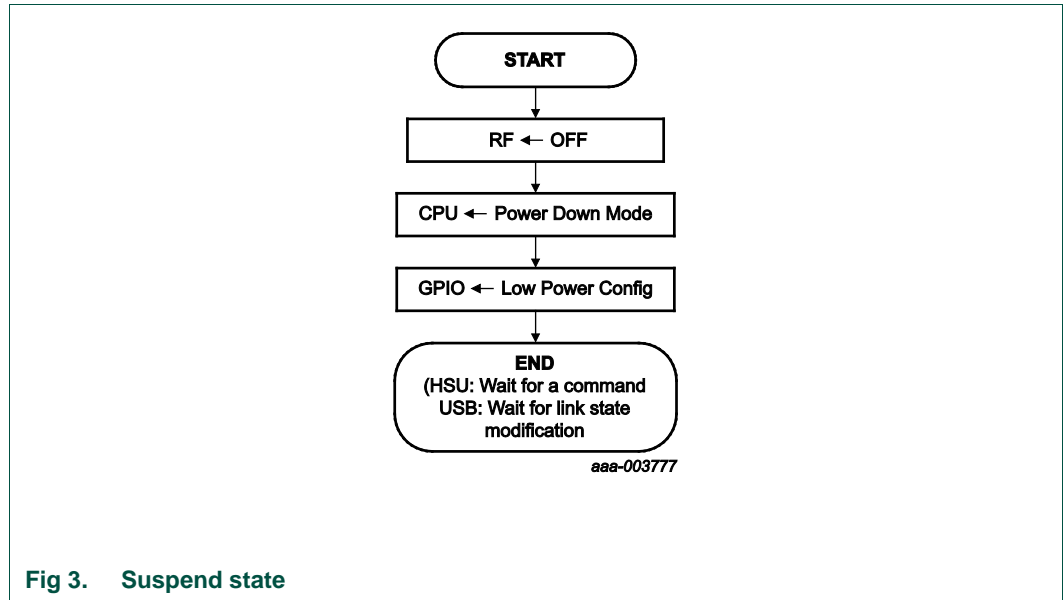 START
RF ← OFF
CPU ← Power Down Mode
GPIO ← Low Power Config
END
(HSU: Wait for a command
USB: Wait for link state
modification
aaa-003777
Fig 3. Suspend state